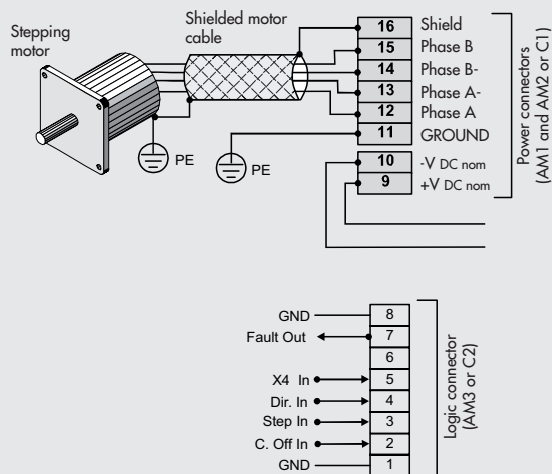 Stepping
motor
Shielded motor
cable
PE
PE
16 Shield
15 Phase B
14 Phase B-
13 Phase A-
12 Phase A
11 GROUND
10 -V DC nom
9 +V DC nom
Power connectors
(AM1 and AM2 or C1)
GND 8
Fault Out 7
6
X4 In 5
Dir. In 4
Step In 3
C. Off In 2
GND 1
Logic connector
(AM3 or C2)